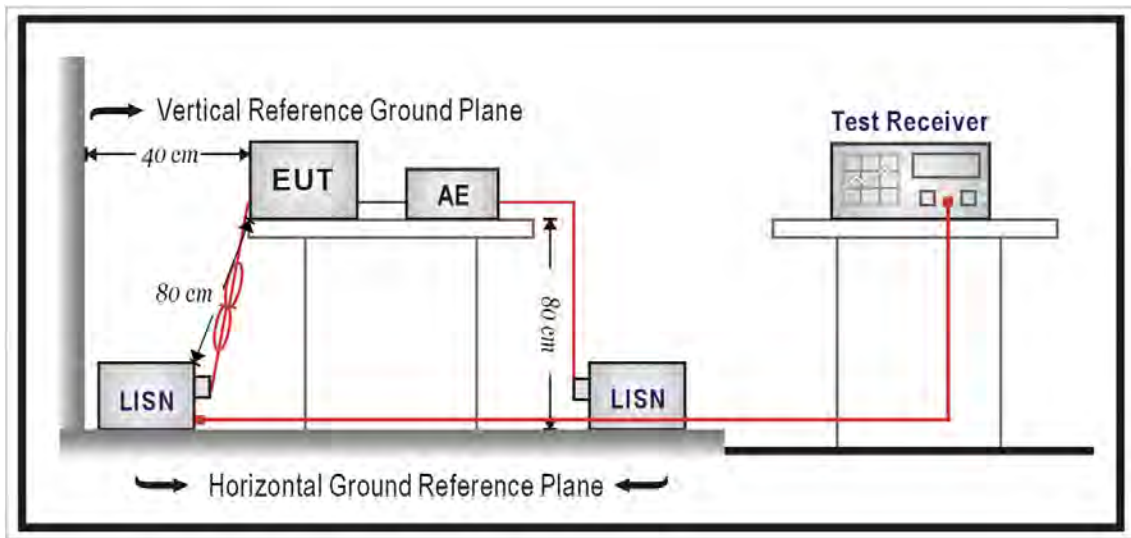 Vertical Reference Ground Plane
40 cm
Test Receiver
EUT
AE
80 cm
80 cm
LISN
LISN
Horizontal Ground Reference Plane